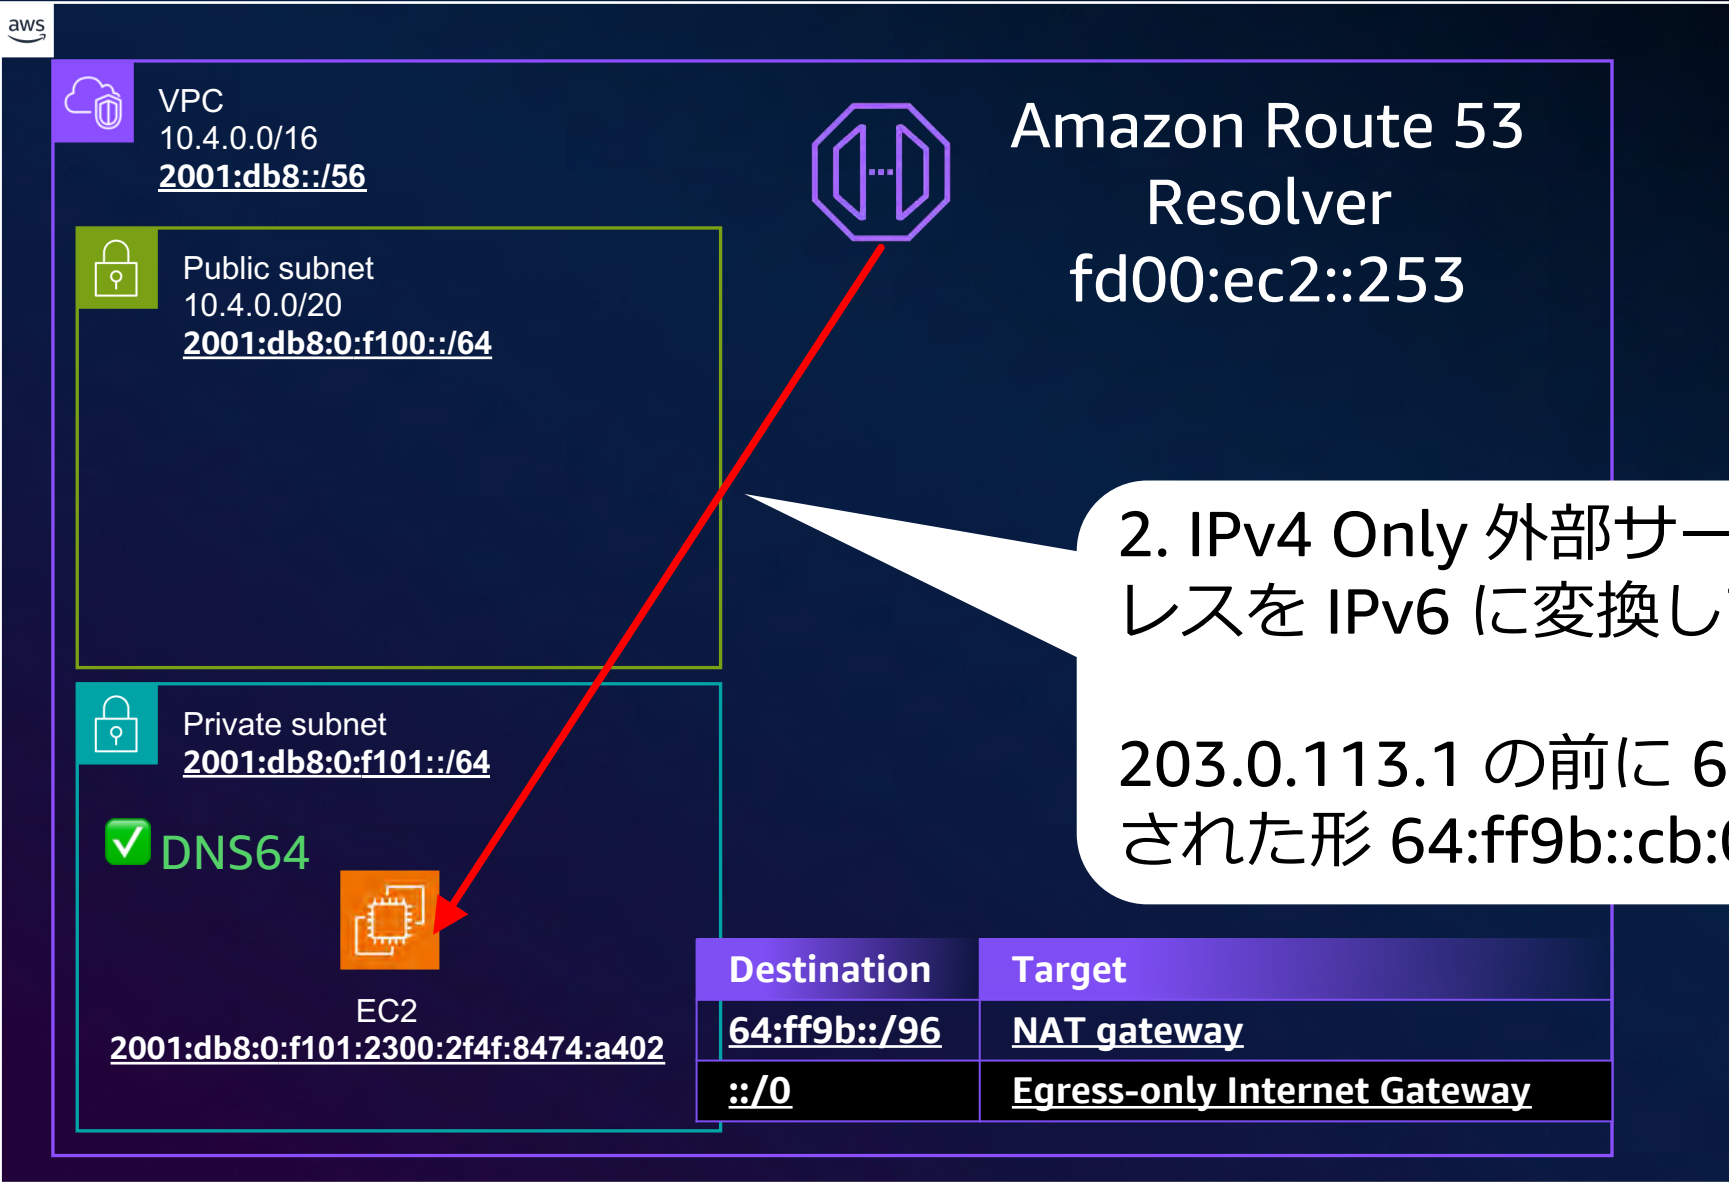 aws
VPC
10.4.0.0/16
2001:db8::/56
Amazon Route 53
Resolver
fd00:ec2::253
Public subnet
10.4.0.0/20
2001:db8:0:f100::/64
2. IPv4 Only 外部サー
レスを IPv6 に変換し
203.0.113.1 の前に 6
された形 64:ff9b::cb:
Private subnet
2001:db8:0:f101::/64
DNS64
EC2
2001:db8:0:f101:2300:2f4f:8474:a402
Destination Target
64:ff9b::/96 NAT gateway
::/0 Egress-only Internet Gateway